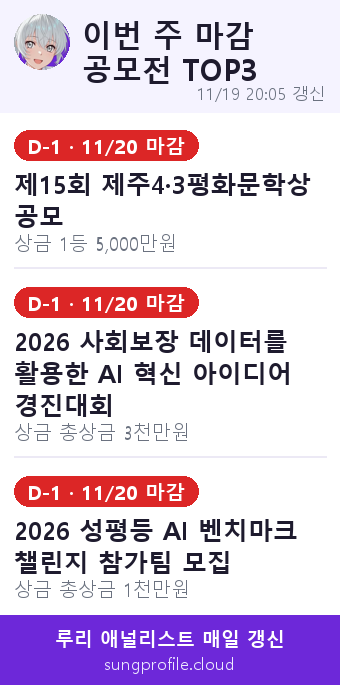 이번 주 마감
공모전 TOP3
11/19 20:05 갱신
D-1 · 11/20 마감
제15회 제주4·3평화문학상
공모
상금 1등 5,000만원
D-1 · 11/20 마감
2026 사회보장 데이터를
활용한 AI 혁신 아이디어
경진대회
상금 총상금 3천만원
D-1 · 11/20 마감
2026 성평등 AI 벤치마크
챌린지 참가팀 모집
상금 총상금 1천만원
루리 애널리스트 매일 갱신
sungprofile.cloud